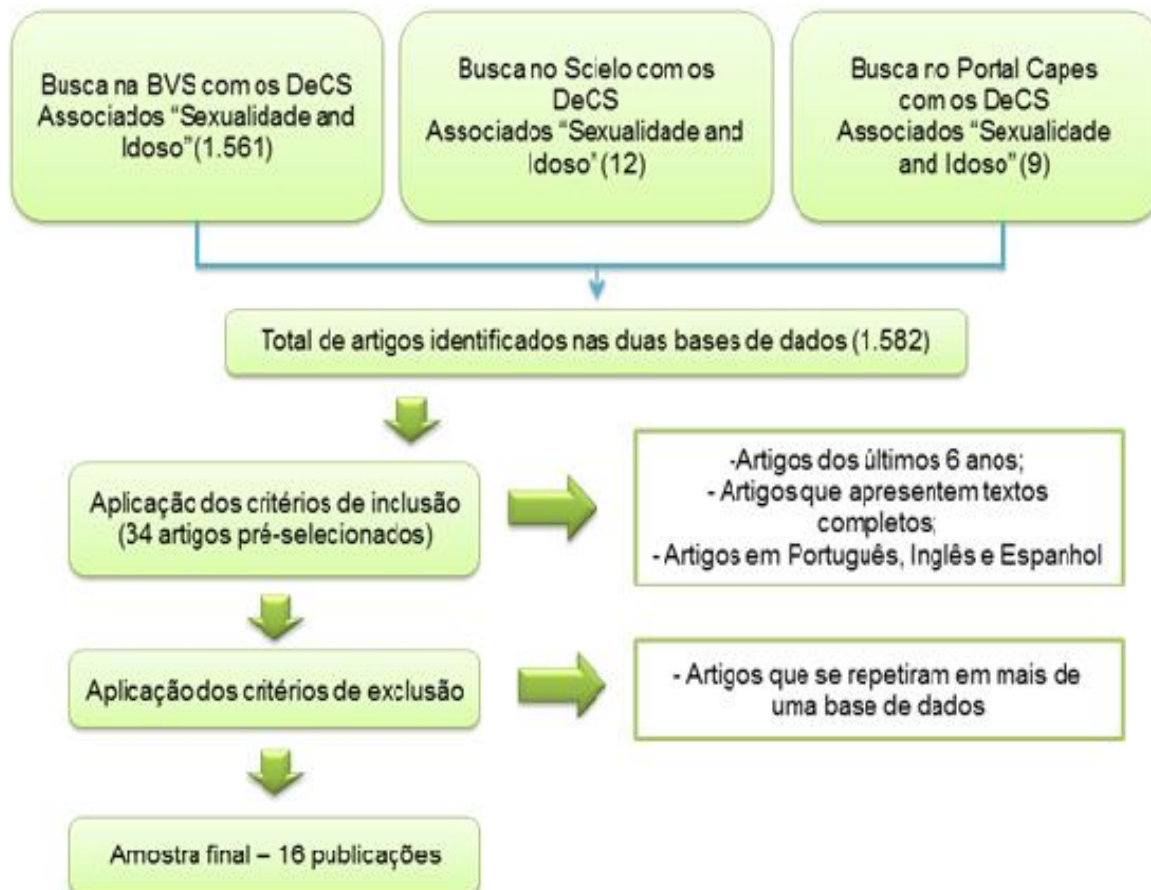 Busca na BVS com os DeCS
Associados “Sexualidade and
Idoso”(1.561)
Busca no Scielo com os
DeCS
Associados “Sexualidade and
Idoso”(12)
Busca no Portal Capes
com os DeCS
Associados “Sexualidade
and Idoso”(9)
Total de artigos identificados nas duas bases de dados (1.582)
Aplicação dos critérios de inclusão
(34 artigos pré-selecionados)
-Artigos dos últimos 6 anos;
- Artigos que apresentem textos
completos;
- Artigos em Português, Inglês e Espanhol
Aplicação dos critérios de exclusão
- Artigos que se repetiram em mais de
uma base de dados
Amostra final – 16 publicações